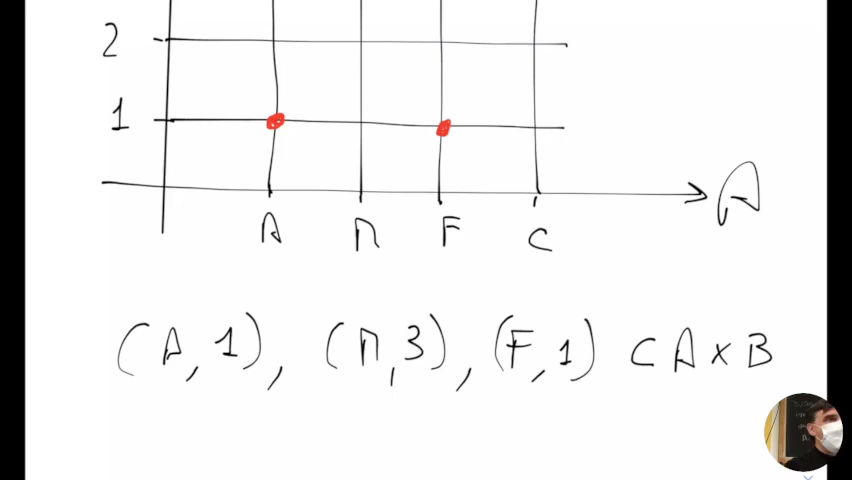 2
1
A
A M F C
(A, 1), (M, 3), (F, 1) ⊂ A × B